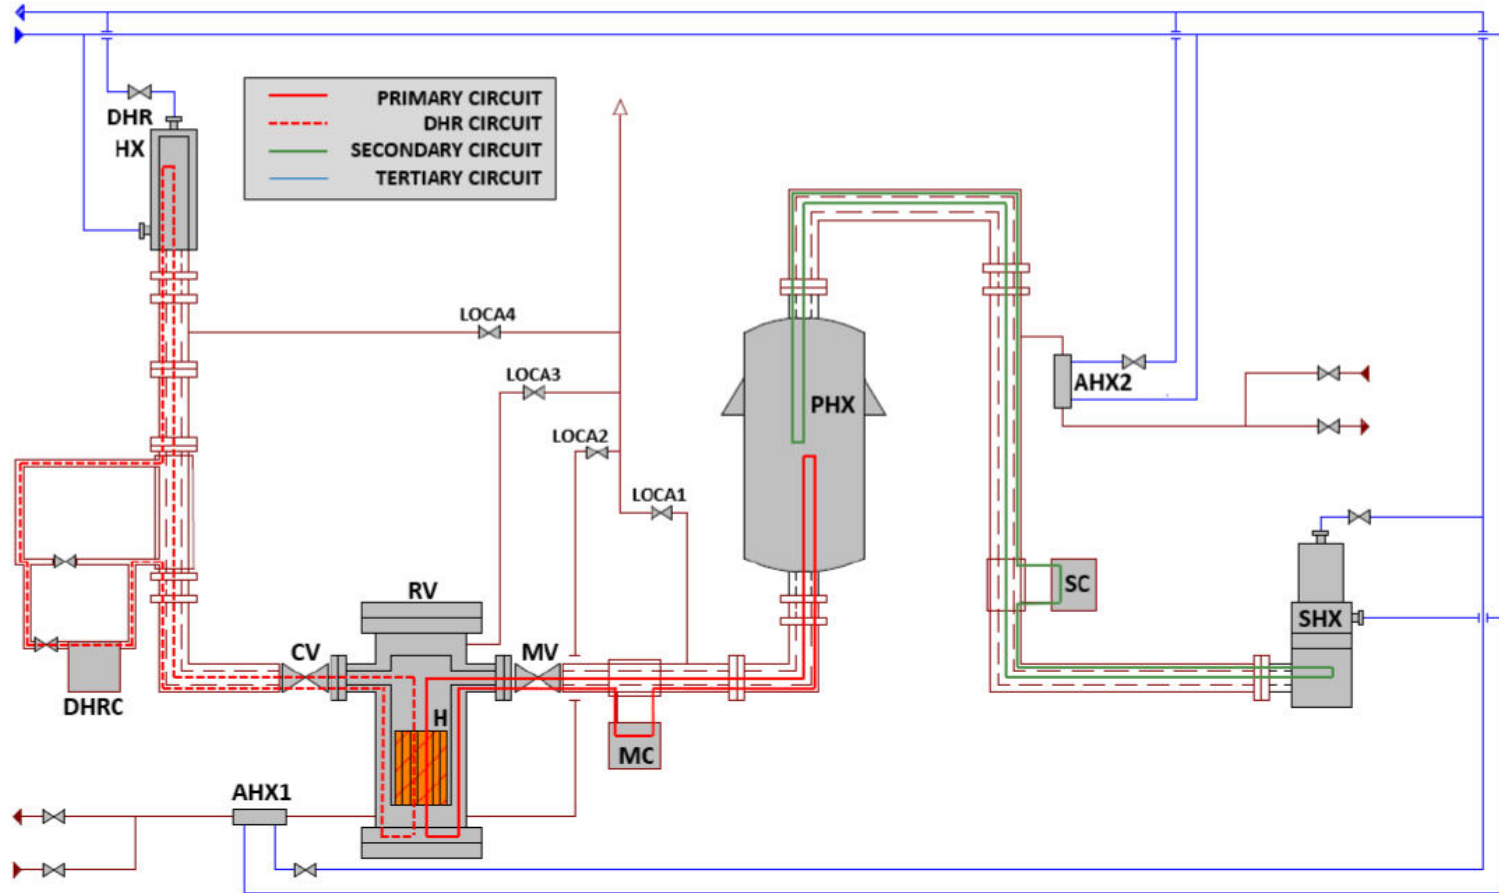 DHR
HX
PRIMARY CIRCUIT
DHR CIRCUIT
SECONDARY CIRCUIT
TERTIARY CIRCUIT
LOCA4
LOCA3
LOCA2
LOCA1
PHX
AHX2
RV
CV
MV
SC
SHX
DHRC
H
MC
AHX1